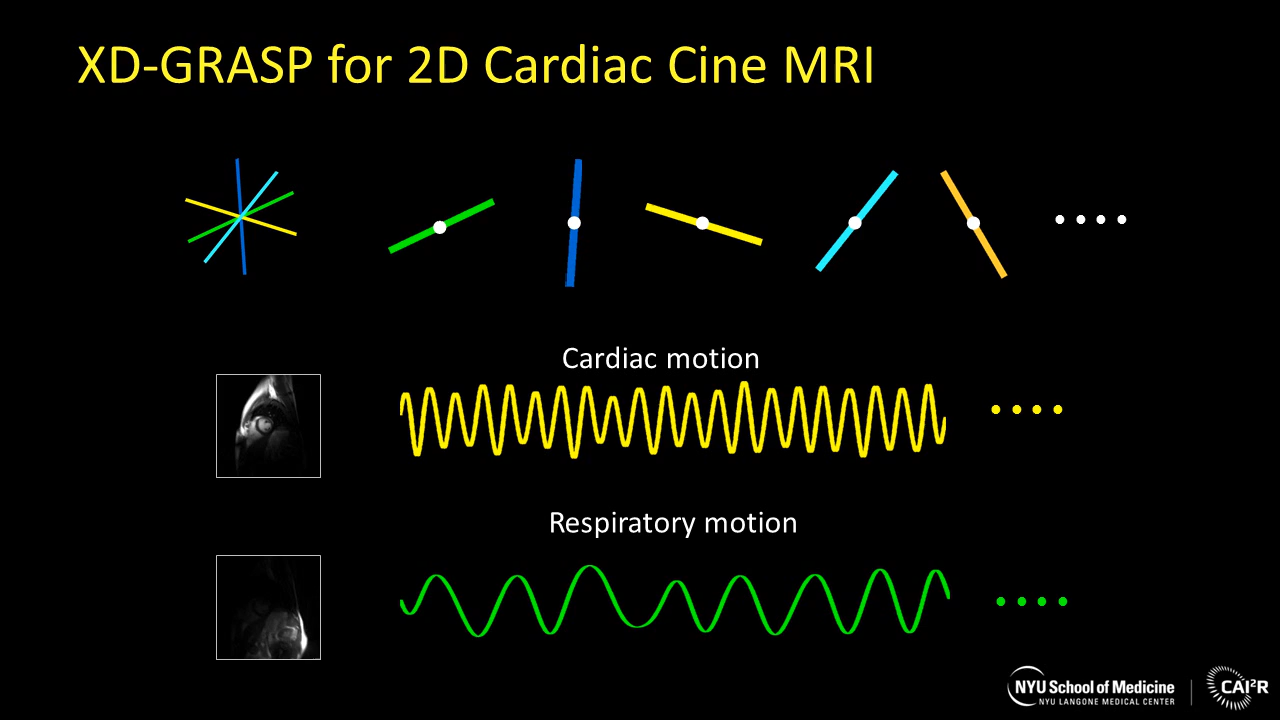 XD-GRASP for 2D Cardiac Cine MRI
Cardiac motion
Respiratory motion
NYU School of Medicine
NYU LANGONE MEDICAL CENTER
CAI²R